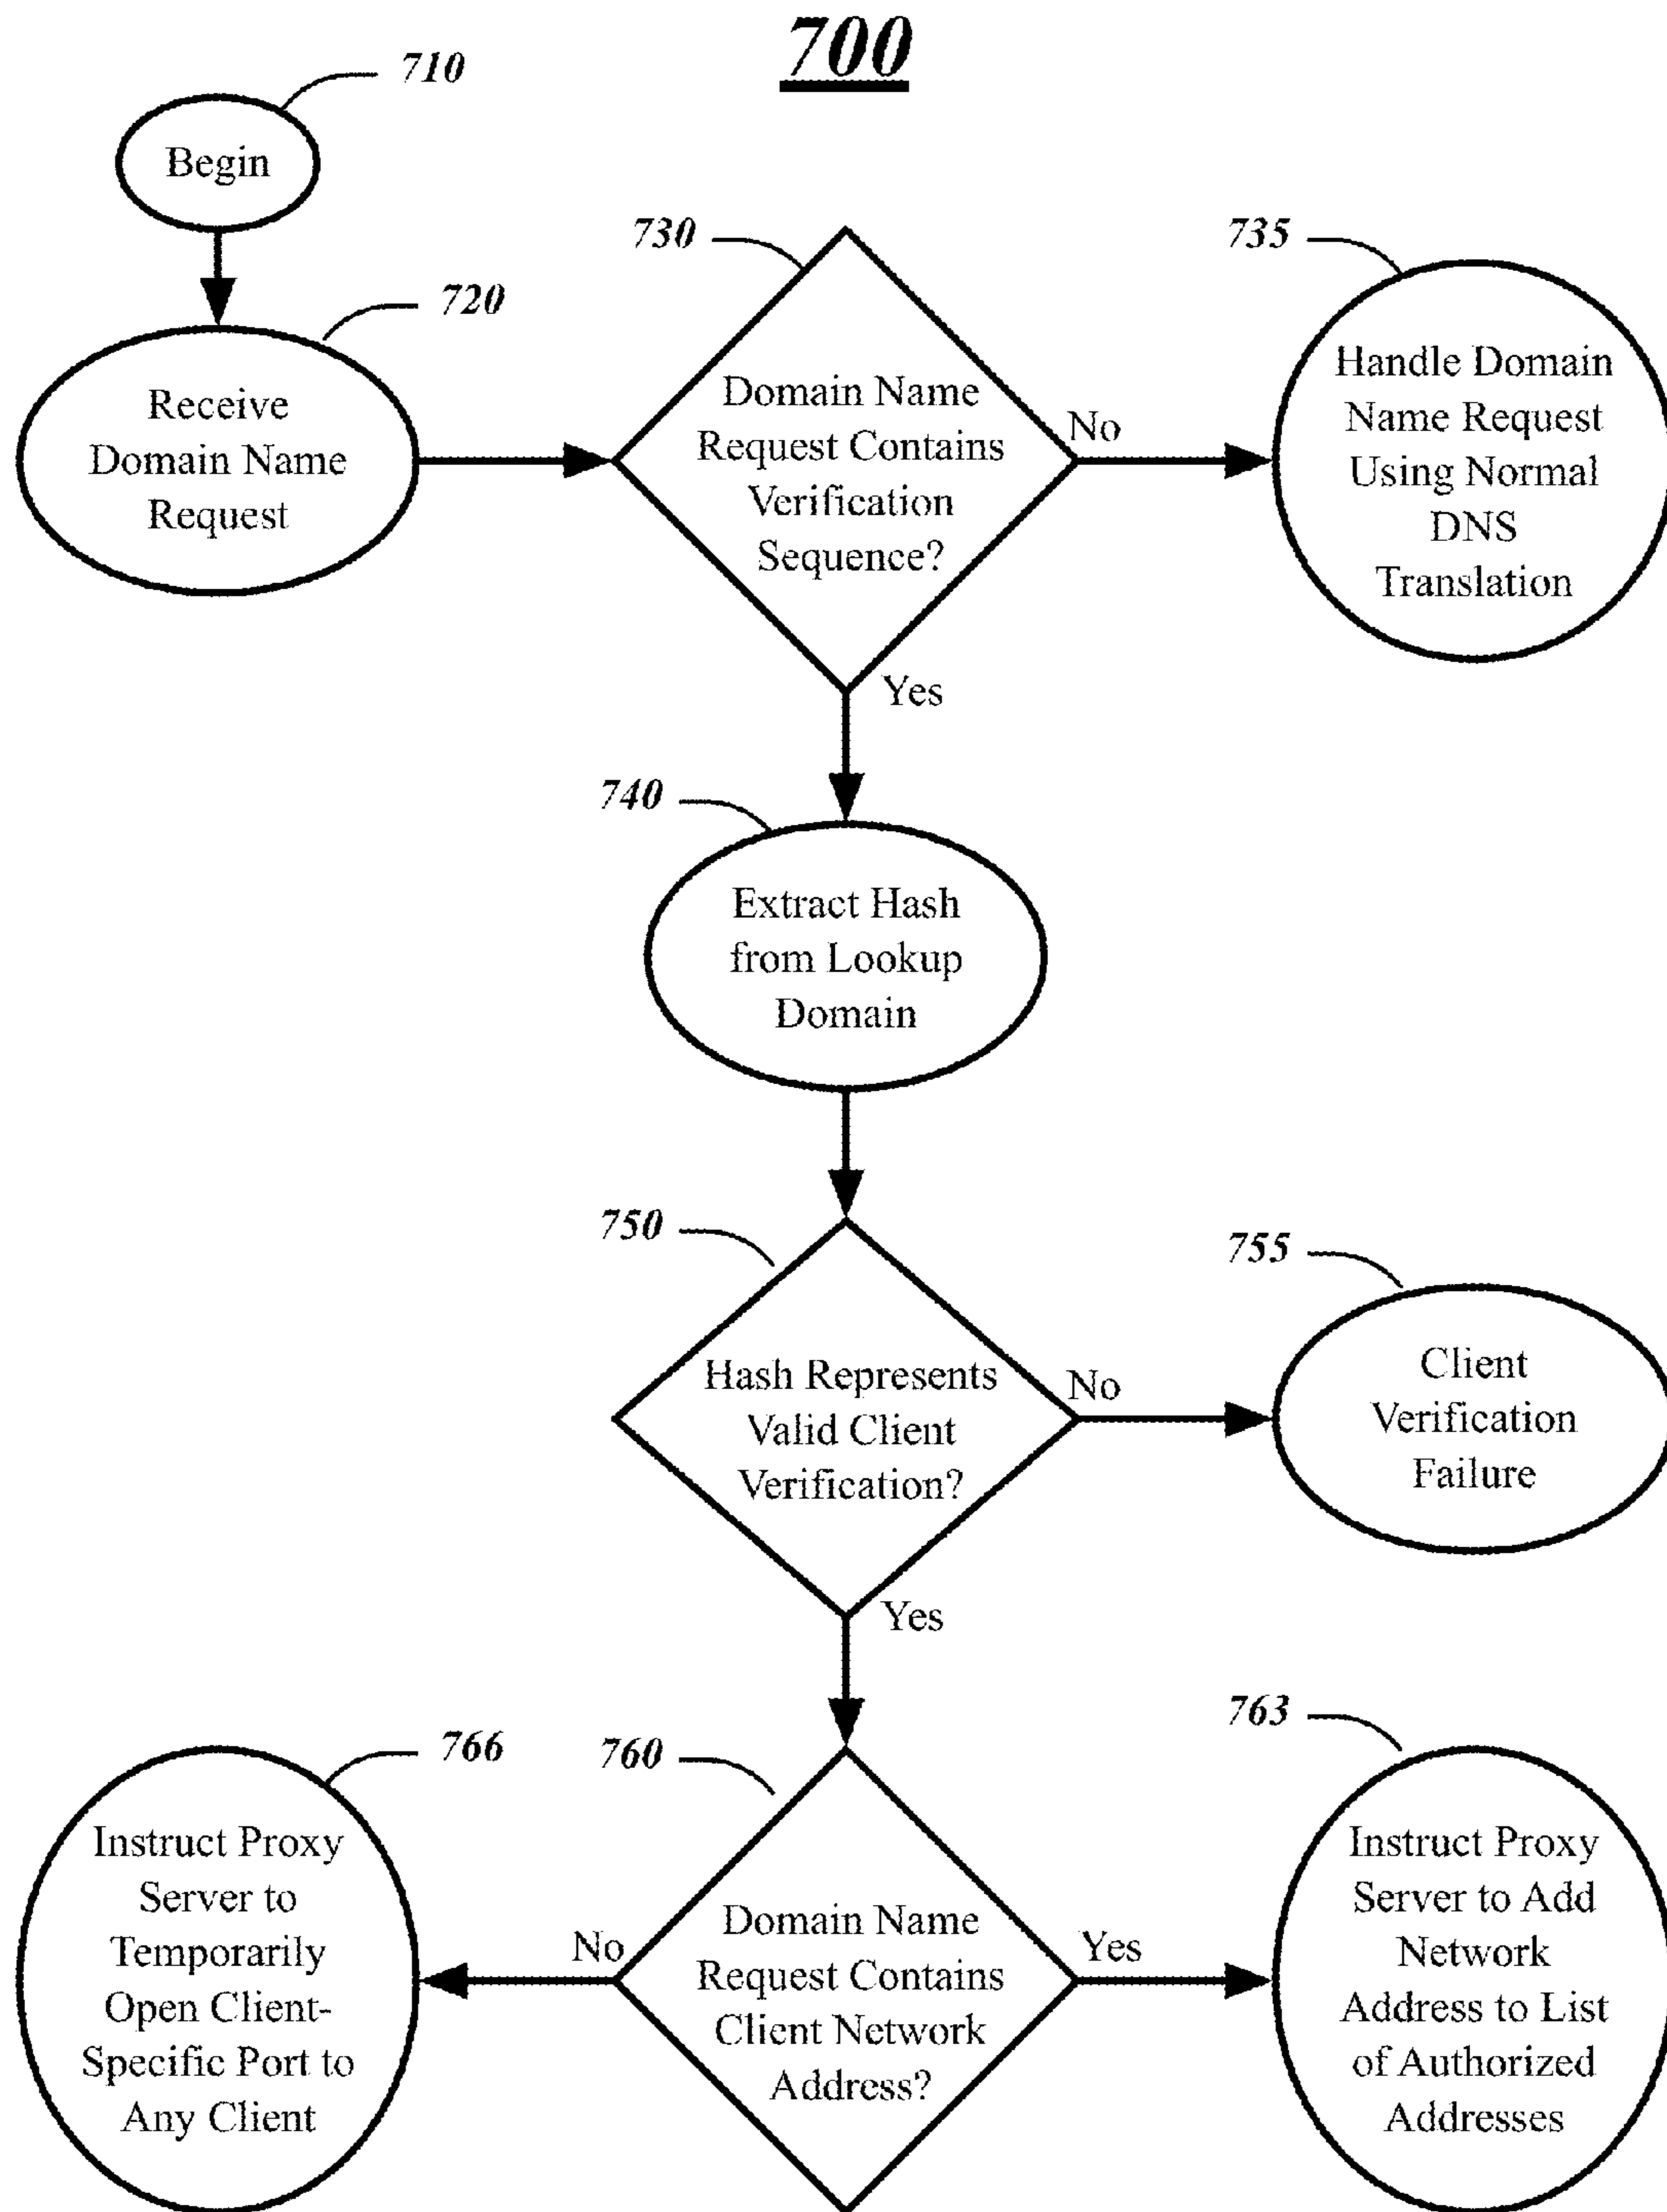 700
710
Begin
720
Receive
Domain Name
Request
730
Domain Name
Request Contains
Verification
Sequence?
No
Yes
735
Handle Domain
Name Request
Using Normal
DNS
Translation
740
Extract Hash
from Lookup
Domain
750
Hash Represents
Valid Client
Verification?
No
Yes
755
Client
Verification
Failure
760
Domain Name
Request Contains
Client Network
Address?
No
Yes
766
Instruct Proxy
Server to
Temporarily
Open Client-
Specific Port to
Any Client
763
Instruct Proxy
Server to Add
Network
Address to List
of Authorized
Addresses